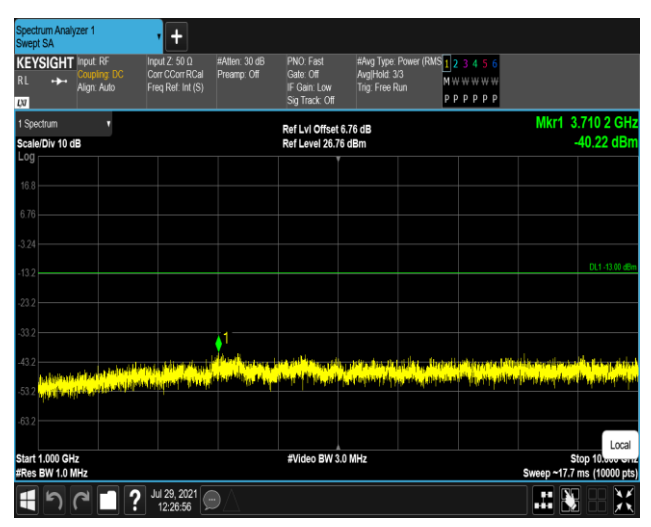 Spectrum Analyzer 1
Swept SA
+
KEYSIGHT
RL
LXI
Input: RF
Coupling: DC
Align: Auto
Input Z: 50 Ω
Corr CCorr RCal
Freq Ref: Int (S)
#Atten: 30 dB
Preamp: Off
PNO: Fast
Gate: Off
IF Gain: Low
Sig Track: Off
#Avg Type: Power (RMS
Avg|Hold: 3/3
Trig: Free Run
1 2 3 4 5 6
M W W W W W
P P P P P P
1 Spectrum
Scale/Div 10 dB
Log
Ref Lvl Offset 6.76 dB
Ref Level 26.76 dBm
Mkr1 3.710 2 GHz
-40.22 dBm
16.8
6.76
-3.24
-13.2
DL1 -13.00 dBm
-23.2
-33.2
1
-43.2
-53.2
-63.2
Local
Start 1.000 GHz
#Res BW 1.0 MHz
#Video BW 3.0 MHz
Stop 10.
Sweep ~17.7 ms (10000 pts)
?
Jul 29, 2021
12:26:56